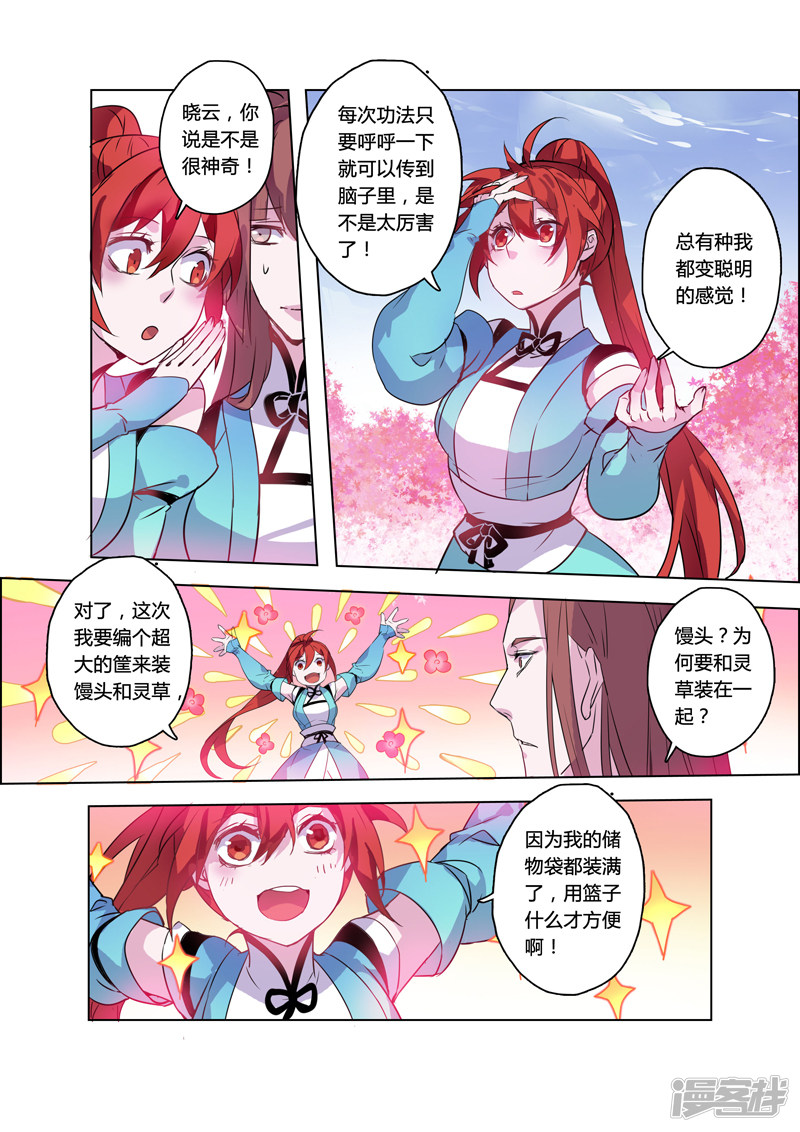 晓云，你
说是不是
很神奇！
每次功法只
要呼呼一下
就可以传到
脑子里，是
不是太厉害
了！
总有种我
都变聪明
的感觉！
对了，这次
我要编个超
大的筐来装
馒头和灵草，
馒头？为
何要和灵
草装在一
起？
因为我的储
物袋都装满
了，用篮子
什么才方便
啊！
漫客栈